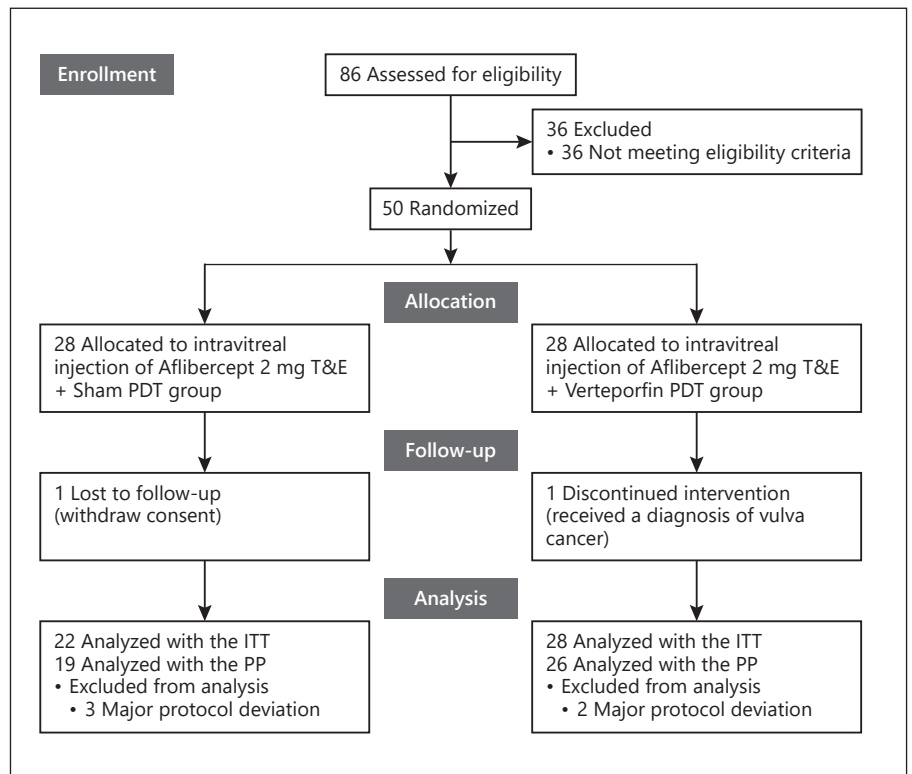 Enrollment
86 Assessed for eligibility
36 Excluded
• 36 Not meeting eligibility criteria
50 Randomized
Allocation
28 Allocated to intravitreal
injection of Aflibercept 2 mg T&E
+ Sham PDT group
28 Allocated to intravitreal
injection of Aflibercept 2 mg T&E
+ Verteporfin PDT group
Follow-up
1 Lost to follow-up
(withdraw consent)
1 Discontinued intervention
(received a diagnosis of vulva
cancer)
Analysis
22 Analyzed with the ITT
19 Analyzed with the PP
• Excluded from analysis
• 3 Major protocol deviation
28 Analyzed with the ITT
26 Analyzed with the PP
• Excluded from analysis
• 2 Major protocol deviation